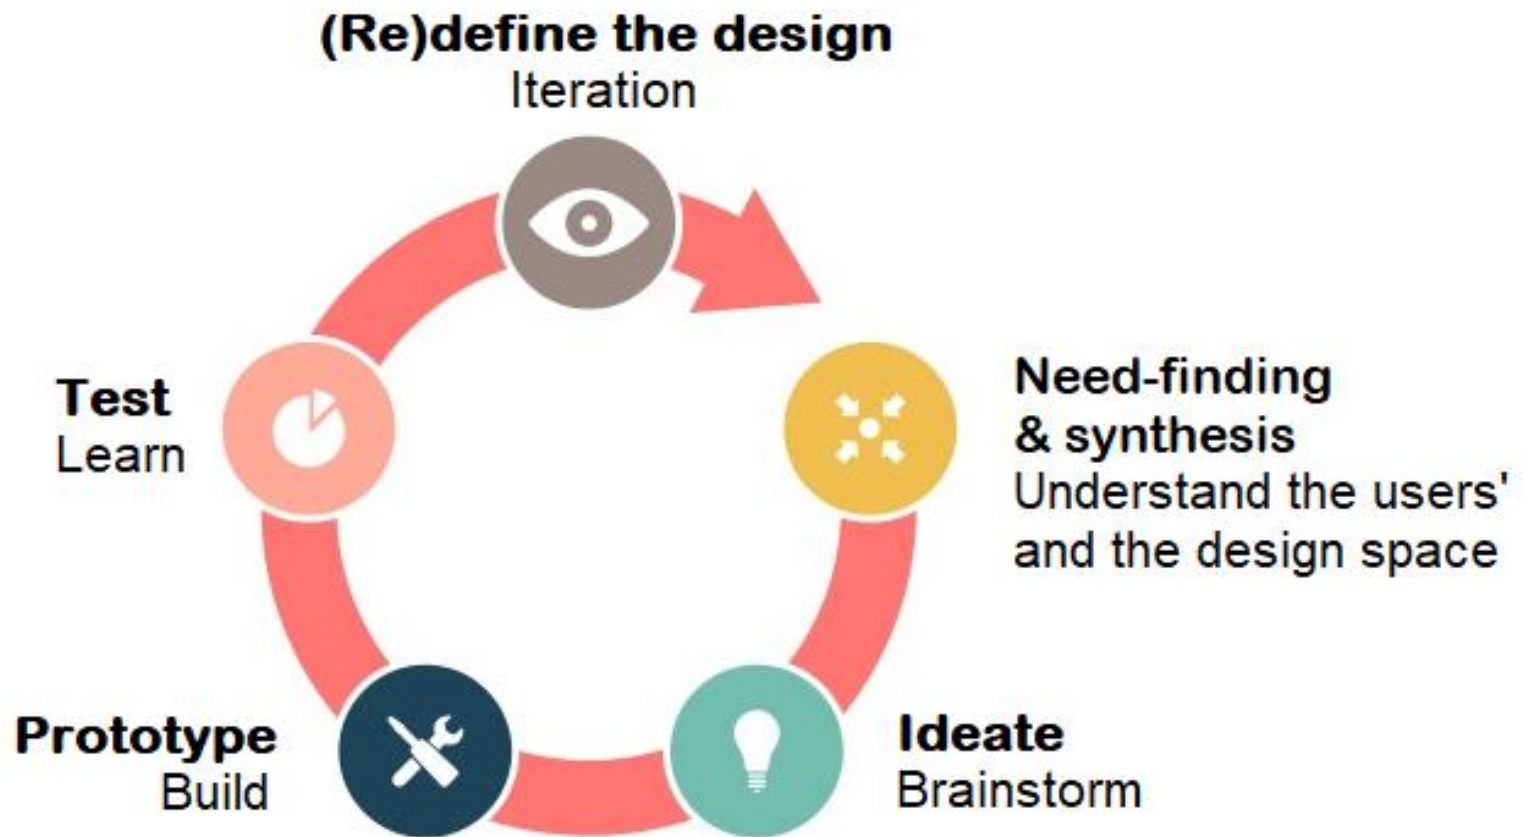 (Re)define the design
Iteration
Need-finding
& synthesis
Understand the users'
and the design space
Ideate
Brainstorm
Prototype
Build
Test
Learn